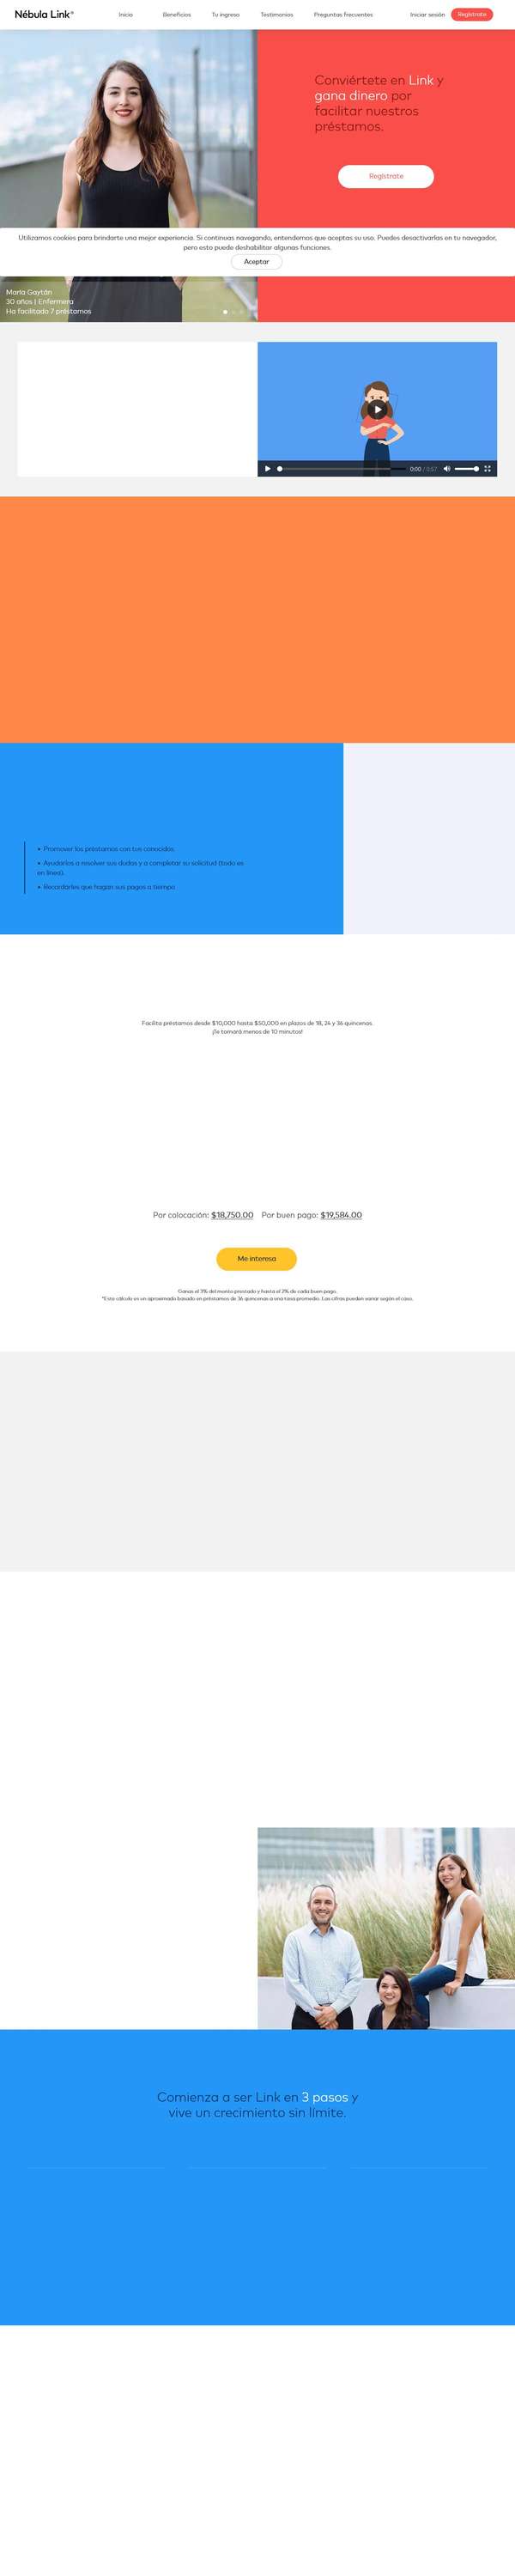 Nébula Link®
Inicio
Beneficios
Tu ingreso
Testimonios
Preguntas frecuentes
Iniciar sesión
Regístrate
Conviértete en Link y
gana dinero por
facilitar nuestros
préstamos.
Regístrate
Utilizamos cookies para brindarte una mejor experiencia. Si continuas navegando, entendemos que aceptas su uso. Puedes desactivarlas en tu navegador,
pero esto puede deshabilitar algunas funciones.
Aceptar
María Gaytán
30 años | Enfermera
Ha facilitado 7 préstamos
0:00 / 0:57
• Promover los préstamos con tus conocidos.
• Ayudarlos a resolver sus dudas y a completar su solicitud (todo es
en línea).
• Recordarles que hagan sus pagos a tiempo
Facilita préstamos desde $10,000 hasta $50,000 en plazos de 18, 24 y 36 quincenas.
¡Te tomará menos de 10 minutos!
Por colocación: $18,750.00 Por buen pago: $19,584.00
Me interesa
Ganas el 3% del monto prestado y hasta el 2% de cada buen pago.
*Este cálculo es un aproximado basado en préstamos de 36 quincenas a una tasa promedio. Las cifras pueden variar según el caso.
Comienza a ser Link en 3 pasos y
vive un crecimiento sin límite.